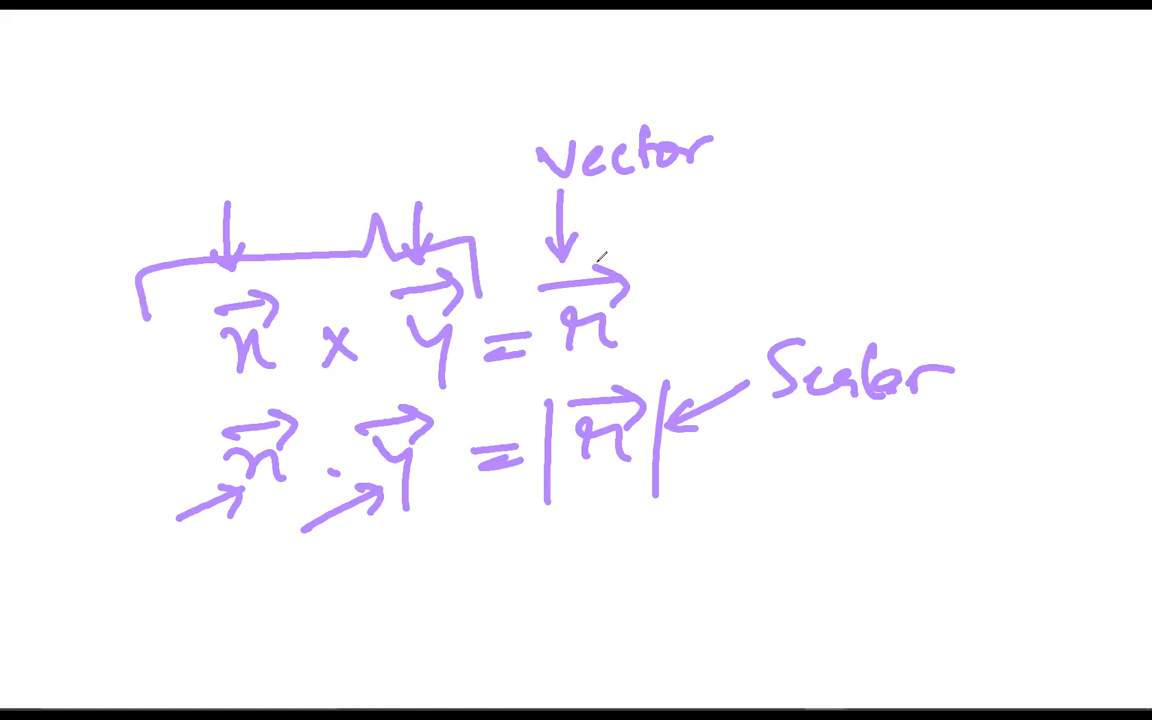 vector
x⃗ × y⃗ = r⃗
x⃗ . y⃗ = |r⃗|
Scalar